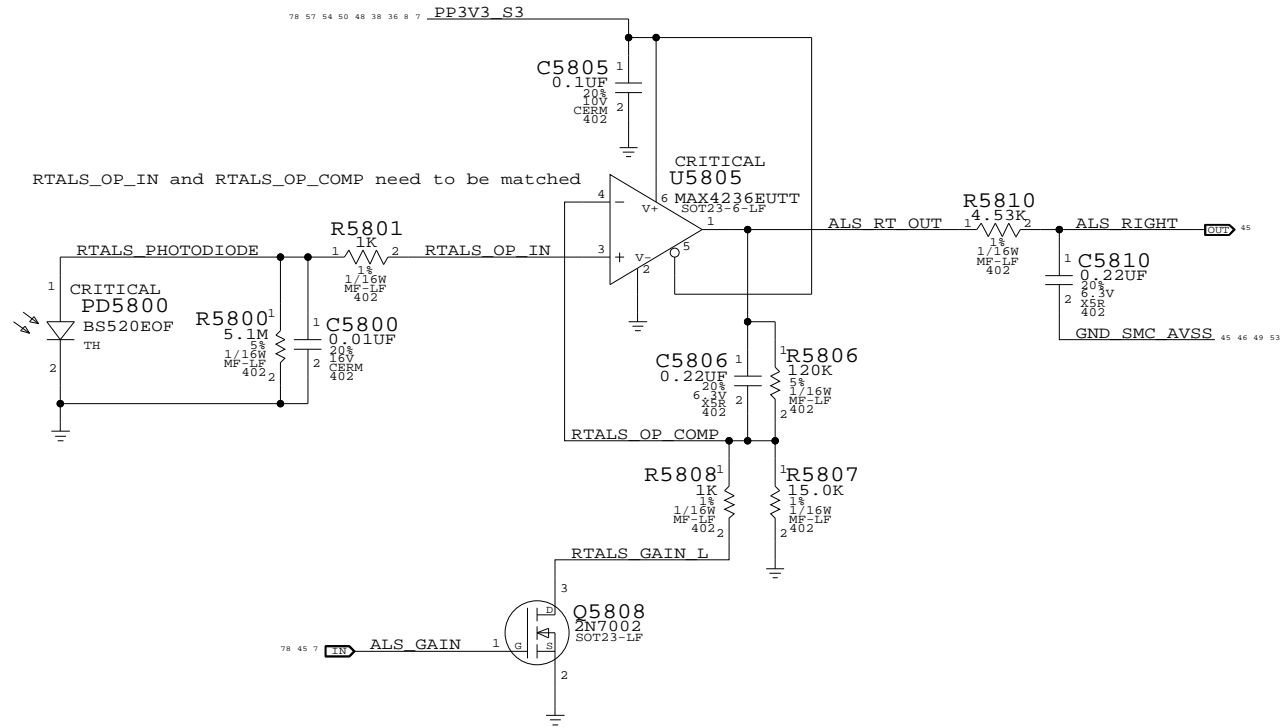 78 57 54 50 48 38 36 8 7 PP3V3_S3
C5805
0.1UF
20%
10V
CERM
402
1
2
RTALS_OP_IN and RTALS_OP_COMP need to be matched
CRITICAL
U5805
MAX4236EUTT
SOT23-6-LF
4
3
6
V+
V-
2
1
5
ALS_RT_OUT
R5810
4.53K
1
2
1%
1/16W
MF-LF
402
ALS_RIGHT
OUT 45
C5810
0.22UF
20%
6.3V
X5R
402
1
2
GND_SMC_AVSS 45 46 49 53
RTALS_PHOTODIODE
R5801
1K
1
2
1%
1/16W
MF-LF
402
RTALS_OP_IN
1
CRITICAL
PD5800
BS520EOF
TH
2
R5800
5.1M
5%
1/16W
MF-LF
402
1
2
C5800
0.01UF
20%
16V
CERM
402
1
2
C5806
0.22UF
20%
6.3V
X5R
402
1
2
R5806
120K
5%
1/16W
MF-LF
402
1
2
RTALS_OP_COMP
R5808
1K
1%
1/16W
MF-LF
402
1
2
R5807
15.0K
1%
1/16W
MF-LF
402
1
2
RTALS_GAIN_L
3
Q5808
2N7002
SOT23-LF
D
G
S
1
2
78 45 7 IN ALS_GAIN